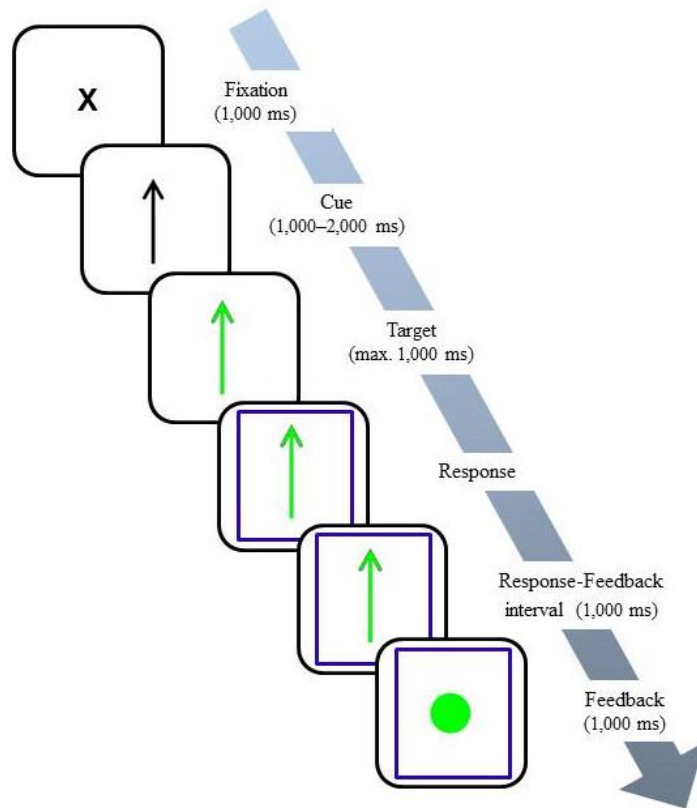 X
Fixation
(1,000 ms)
Cue
(1,000–2,000 ms)
Target
(max. 1,000 ms)
Response
Response-Feedback
interval (1,000 ms)
Feedback
(1,000 ms)